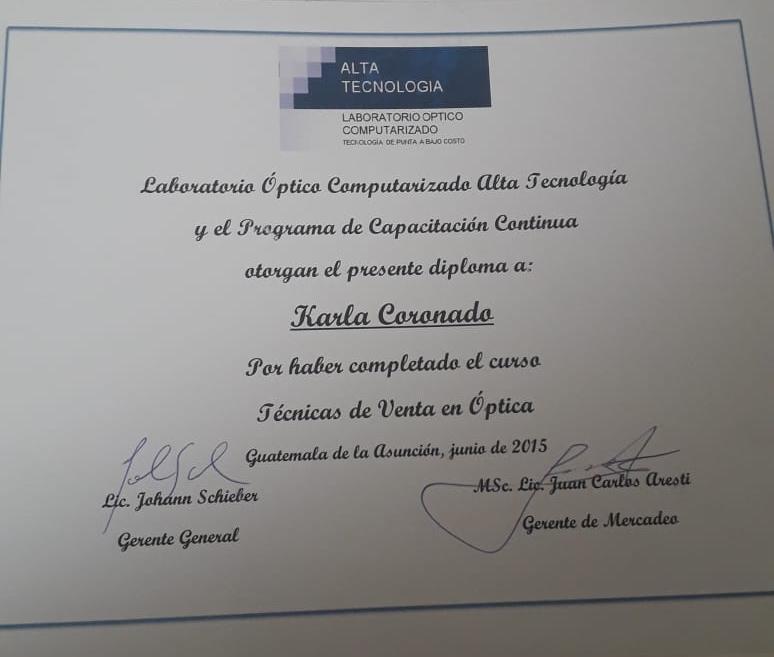 ALTA
TECNOLOGIA
LABORATORIO OPTICO
COMPUTARIZADO
TECNOLOGÍA DE PUNTA A BAJO COSTO
Laboratorio Óptico Computarizado Alta Tecnología
y el Programa de Capacitación Continua
otorgan el presente diploma a:
Karla Coronado
Por haber completado el curso
Técnicas de Venta en Óptica
Guatemala de la Asunción, junio de 2015
Lic. Johann Schieber
Gerente General
MSc. Lic. Juan Carlos Aresti
Gerente de Mercadeo